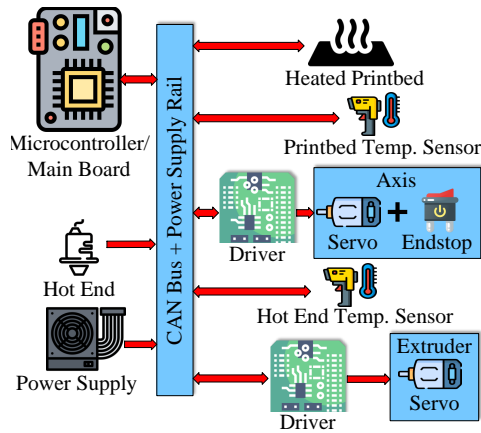 Microcontroller/
Main Board
Hot End
Power Supply
CAN Bus + Power Supply Rail
Heated Printbed
Printbed Temp. Sensor
Driver
Axis
Servo
+
Endstop
Hot End Temp. Sensor
Driver
Extruder
Servo